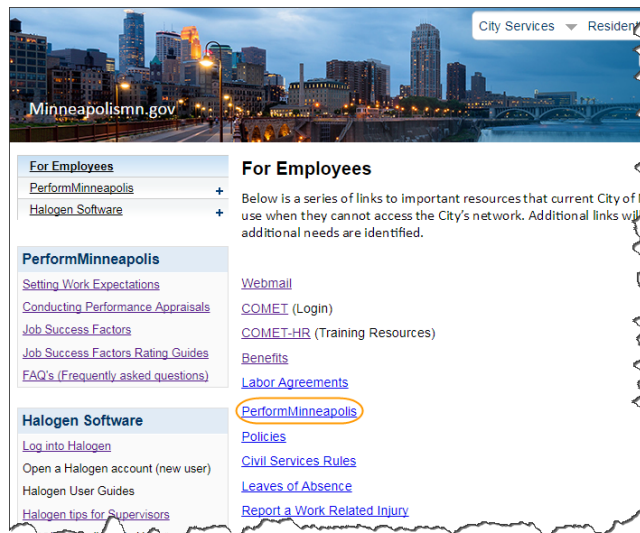 City Services
Minneapolismn.gov
For Employees
PerformMinneapolis +
Halogen Software +
PerformMinneapolis
Setting Work Expectations
Conducting Performance Appraisals
Job Success Factors
Job Success Factors Rating Guides
FAQ's (Frequently asked questions)
Halogen Software
Log into Halogen
Open a Halogen account (new user)
Halogen User Guides
Halogen tips for Supervisors
For Employees
Below is a series of links to important resources that current City of
use when they cannot access the City's network. Additional links
additional needs are identified.
Webmail
COMET (Login)
COMET-HR (Training Resources)
Benefits
Labor Agreements
PerformMinneapolis
Policies
Civil Services Rules
Leaves of Absence
Report a Work Related Injury